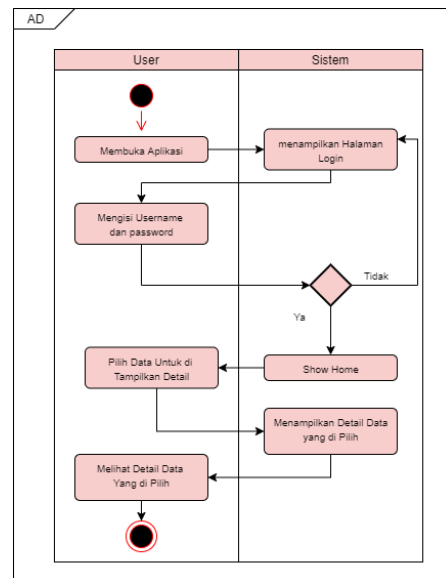 AD
User
Sistem
Membuka Aplikasi
menampilkan Halaman
Login
Mengisi Username
dan password
Tidak
Ya
Pilih Data Untuk di
Tampilkan Detail
Show Home
Menampilkan Detail Data
yang di Pilih
Melihat Detail Data
Yang di Pilih